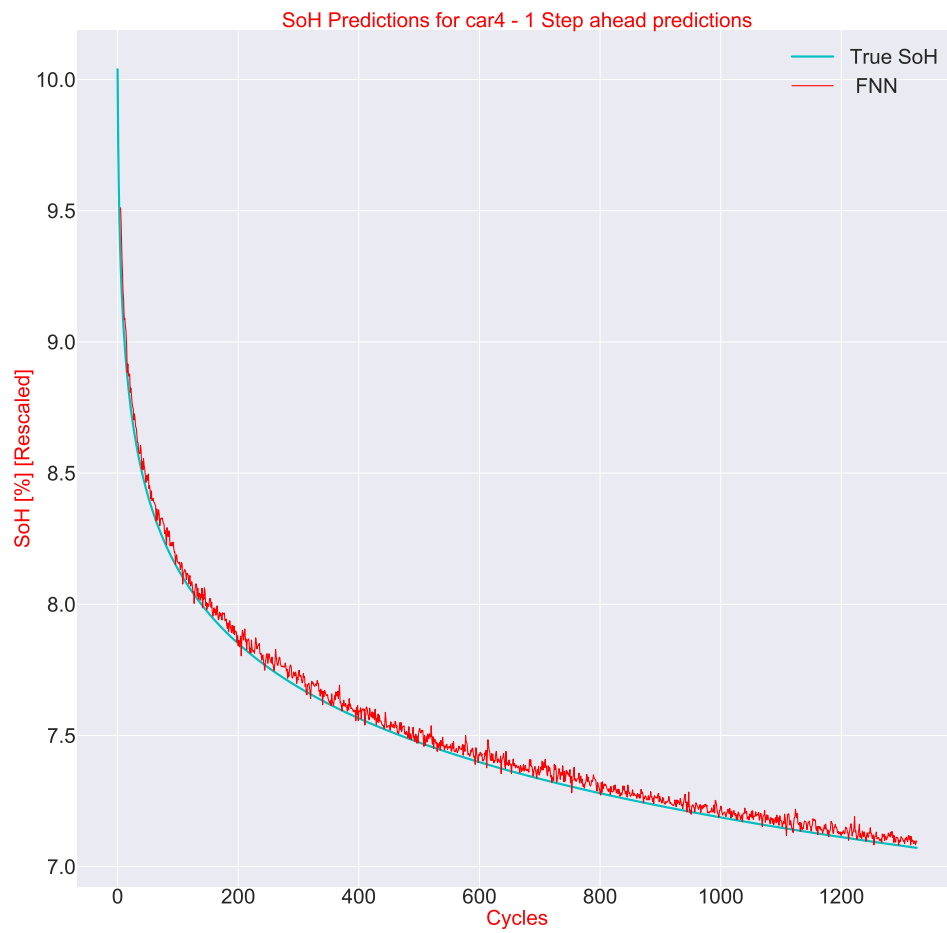 SoH Predictions for car4 - 1 Step ahead predictions
True SoH
FNN
10.0
9.5
9.0
8.5
8.0
7.5
7.0
SoH [%] [Rescaled]
0 200 400 600 800 1000 1200
Cycles